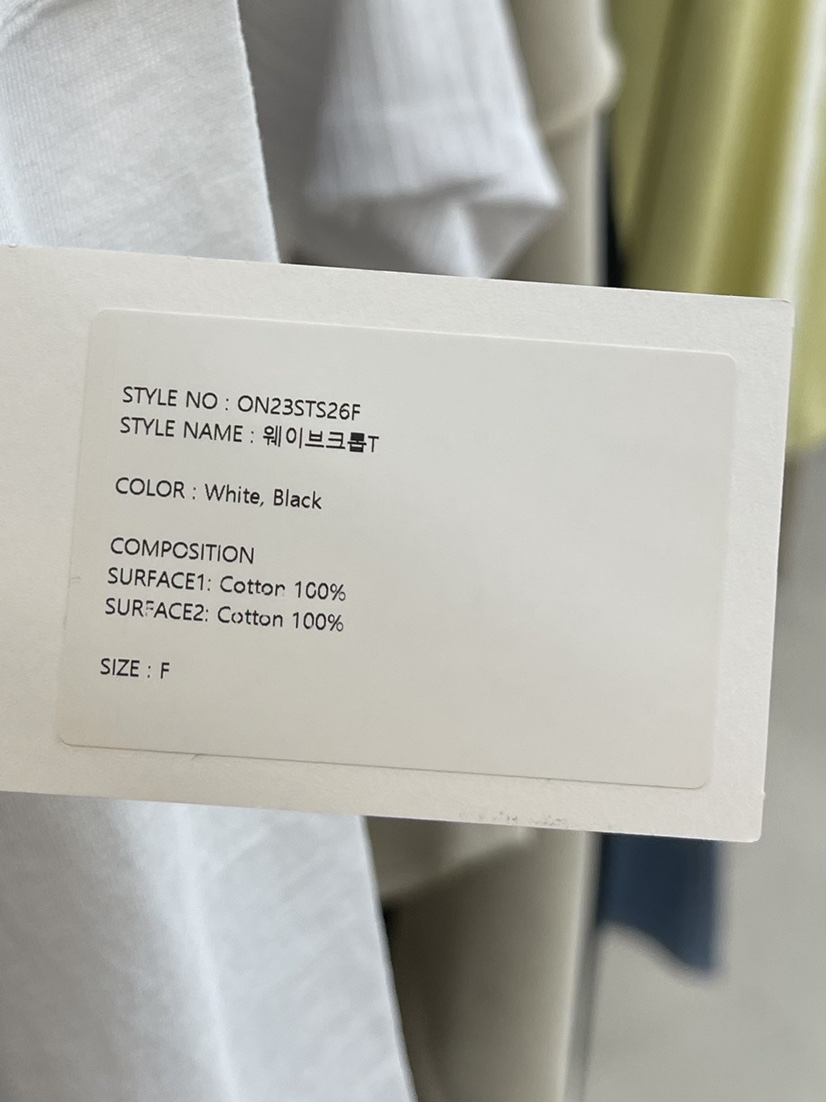 STYLE NO : ON23STS26F
STYLE NAME : 웨이브크롭T
COLOR : White, Black
COMPOSITION
SURFACE1: Cotton 100%
SURFACE2: Cotton 100%
SIZE : F